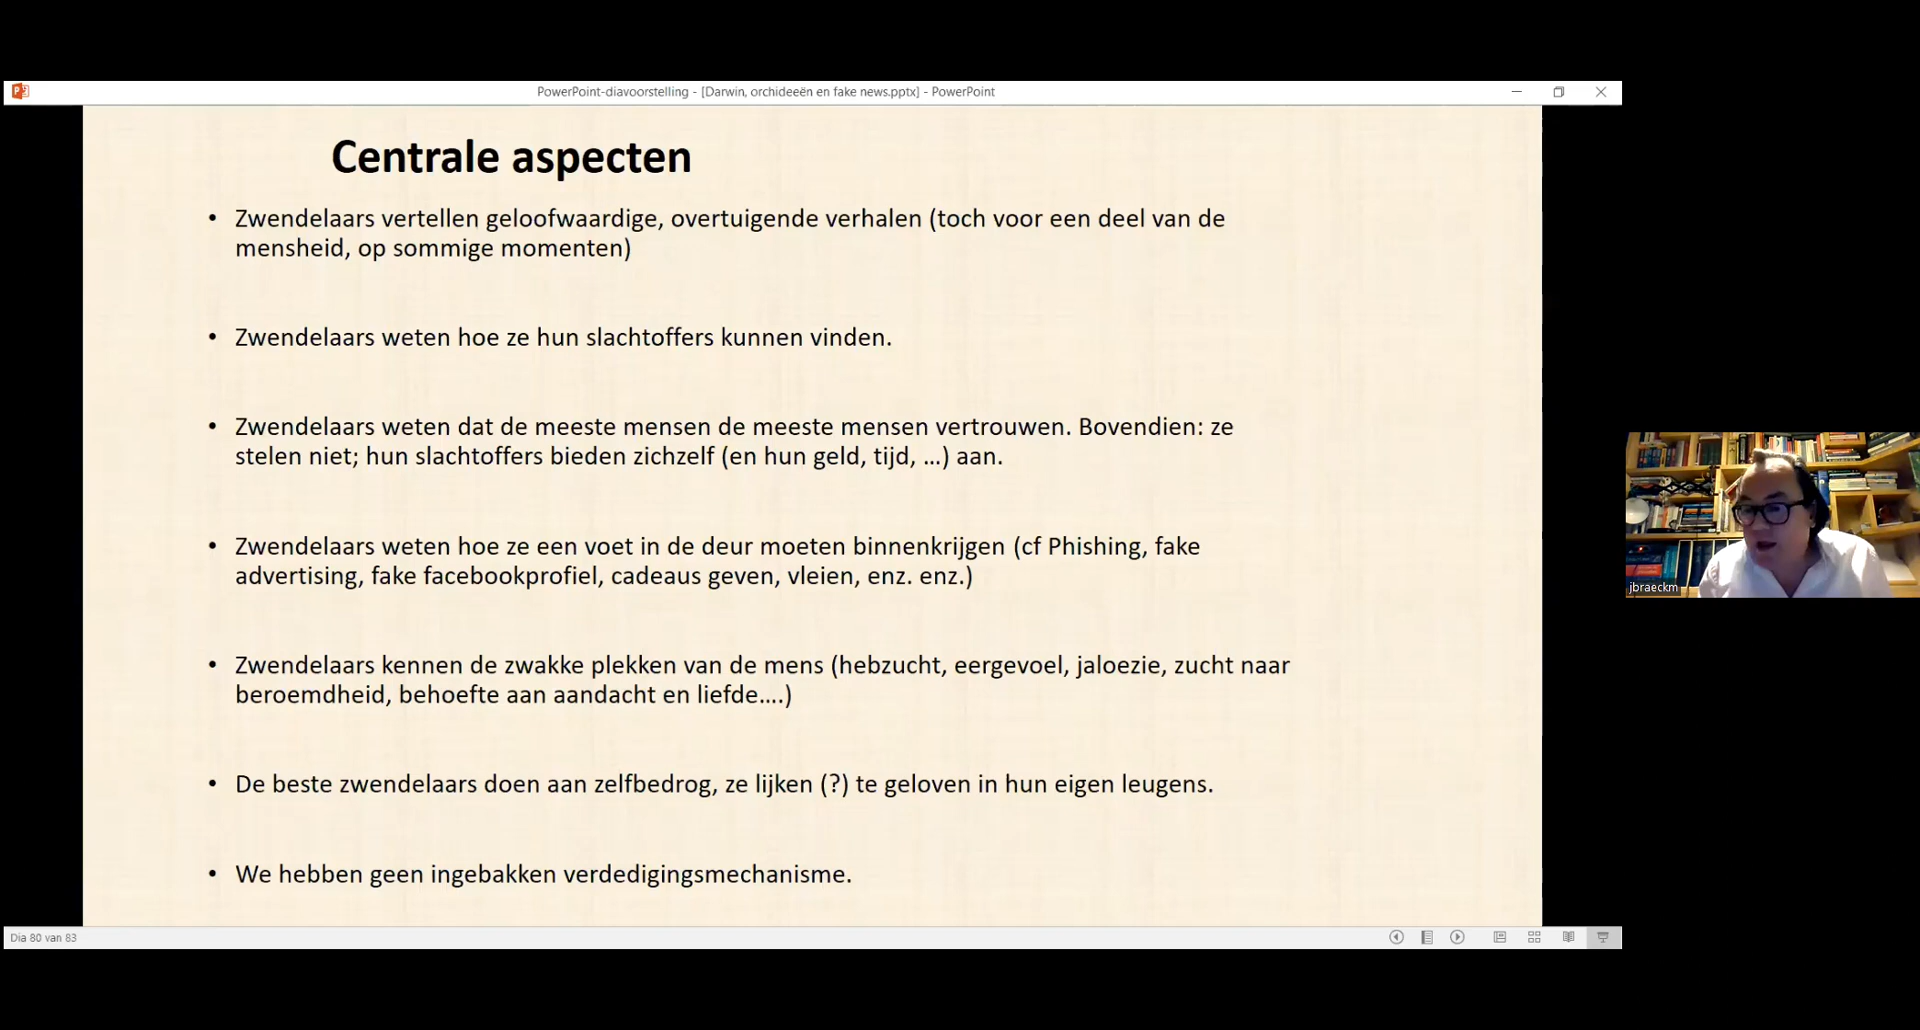 PowerPoint-diavoorstelling - [Darwin, orchideeën en fake news.pptx] - PowerPoint
Centrale aspecten
• Zwendelaars vertellen geloofwaardige, overtuigende verhalen (toch voor een deel van de
mensheid, op sommige momenten)
• Zwendelaars weten hoe ze hun slachtoffers kunnen vinden.
• Zwendelaars weten dat de meeste mensen de meeste mensen vertrouwen. Bovendien: ze
stelen niet; hun slachtoffers bieden zichzelf (en hun geld, tijd, …) aan.
• Zwendelaars weten hoe ze een voet in de deur moeten binnenkrijgen (cf Phishing, fake
advertising, fake facebookprofiel, cadeaus geven, vleien, enz. enz.)
• Zwendelaars kennen de zwakke plekken van de mens (hebzucht, eergevoel, jaloezie, zucht naar
beroemdheid, behoefte aan aandacht en liefde….)
• De beste zwendelaars doen aan zelfbedrog, ze lijken (?) te geloven in hun eigen leugens.
• We hebben geen ingebakken verdedigingsmechanisme.
Dia 80 van 83
jbraeckm